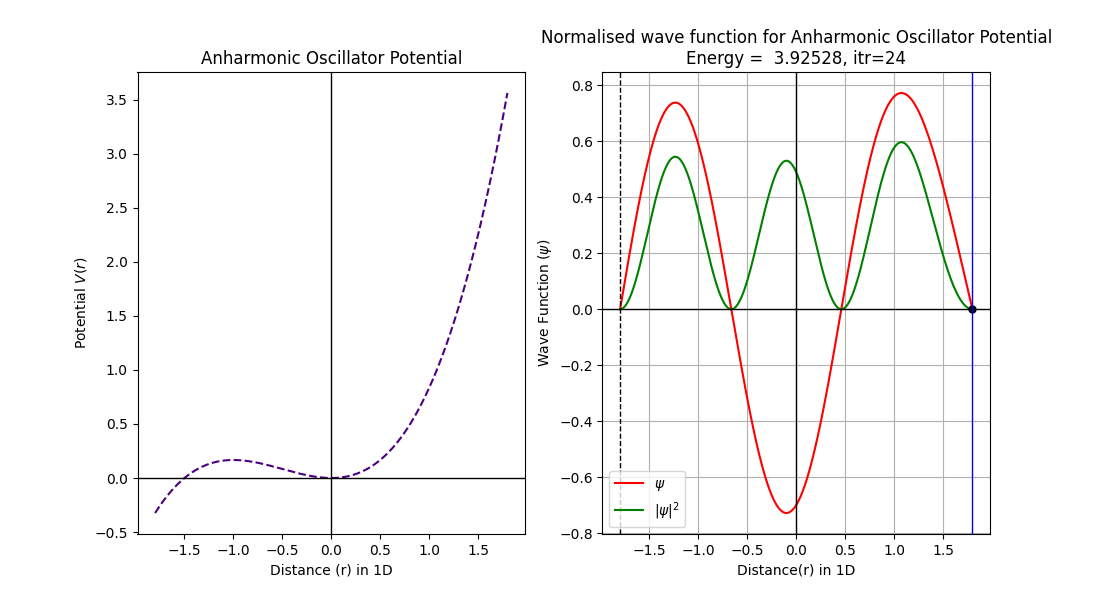 Anharmonic Oscillator Potential
3.5
3.0
2.5
2.0
1.5
1.0
0.5
0.0
−0.5
Potential V(r)
−1.5 −1.0 −0.5 0.0 0.5 1.0 1.5
Distance (r) in 1D
Normalised wave function for Anharmonic Oscillator Potential
Energy =  3.92528, itr=24
0.8
0.6
0.4
0.2
0.0
−0.2
−0.4
−0.6
−0.8
Wave Function (ψ)
ψ
|ψ|²
−1.5 −1.0 −0.5 0.0 0.5 1.0 1.5
Distance(r) in 1D